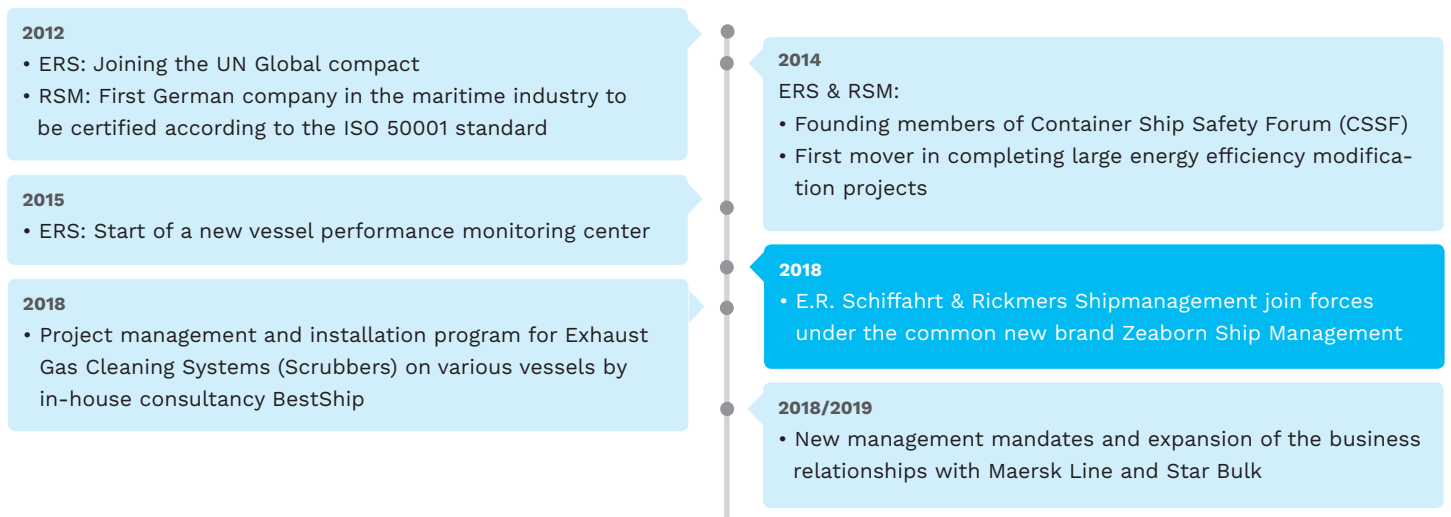 2012
• ERS: Joining the UN Global compact
• RSM: First German company in the maritime industry to
be certified according to the ISO 50001 standard
2014
ERS & RSM:
• Founding members of Container Ship Safety Forum (CSSF)
• First mover in completing large energy efficiency modifica-
tion projects
2015
• ERS: Start of a new vessel performance monitoring center
2018
• E.R. Schiffahrt & Rickmers Shipmanagement join forces
under the common new brand Zeaborn Ship Management
2018
• Project management and installation program for Exhaust
Gas Cleaning Systems (Scrubbers) on various vessels by
in-house consultancy BestShip
2018/2019
• New management mandates and expansion of the business
relationships with Maersk Line and Star Bulk